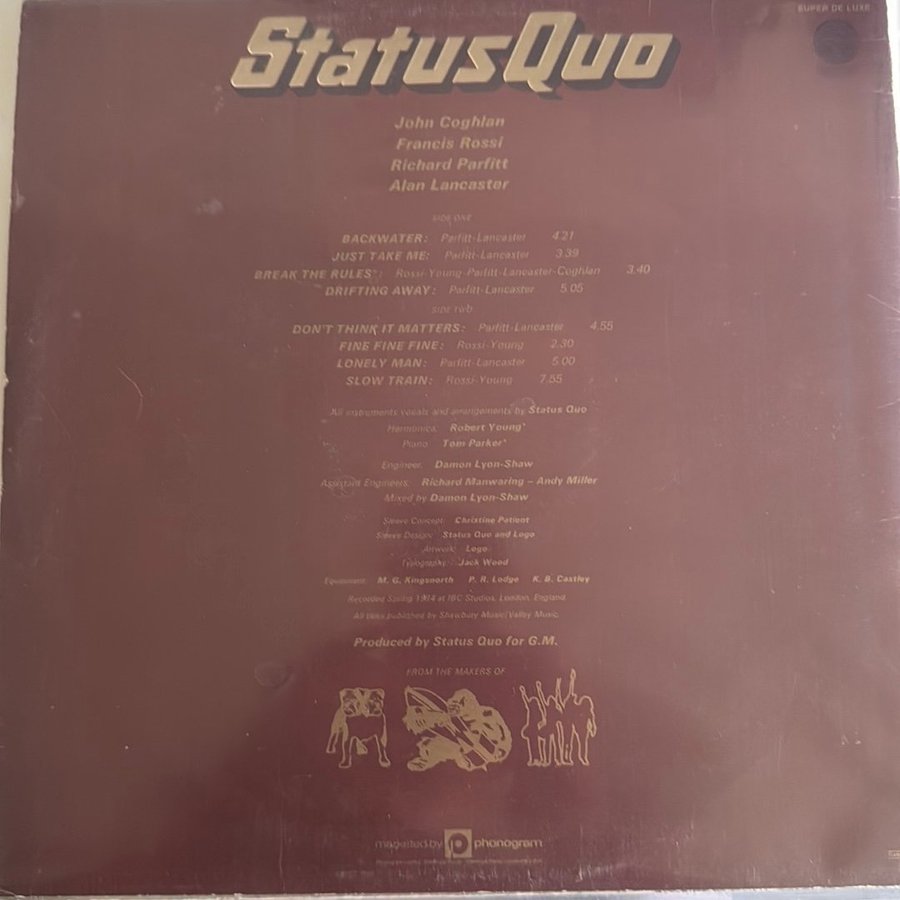 SUPER DE LUXE
Status Quo
John Coghlan
Francis Rossi
Richard Parfitt
Alan Lancaster
SIDE ONE
BACKWATER: Parfitt-Lancaster 4.21
JUST TAKE ME: Parfitt-Lancaster 3.39
BREAK THE RULES*: Rossi-Young-Parfitt-Lancaster-Coghlan 3.40
DRIFTING AWAY: Parfitt-Lancaster 5.05
SIDE TWO
DON'T THINK IT MATTERS: Parfitt-Lancaster 4.55
FINE FINE FINE: Rossi-Young 2.30
LONELY MAN: Parfitt-Lancaster 5.00
SLOW TRAIN: Rossi-Young 7.55
All instruments vocals and arrangements by Status Quo
Harmonica: Robert Young*
Piano: Tom Parker*
Engineer: Damon Lyon-Shaw
Assistant Engineers: Richard Manwaring – Andy Miller
Mixed by Damon Lyon-Shaw
Sleeve Concept: Christine Patient
Sleeve Design: Status Quo and Logo
Artwork: Logo
Typography: Jack Wood
Equipment: M. G. Kingsnorth P. R. Lodge K. B. Castley
Recorded Spring at IBC Studios, London, England.
All titles published by Shawbury Music/Valley Music.
Produced by Status Quo for G.M.
FROM THE MAKERS OF
marketed by phonogram